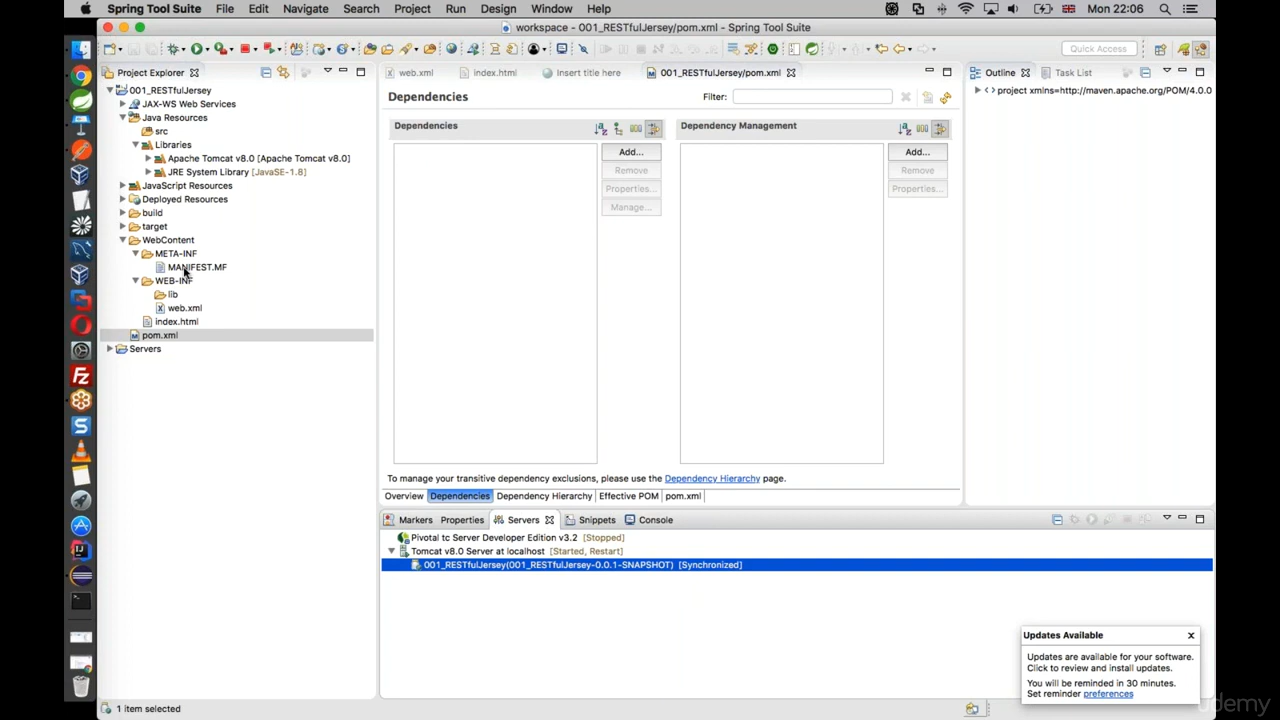 Spring Tool Suite File Edit Navigate Search Project Run Design Window Help Mon 22:06
workspace - 001_RESTfulJersey/pom.xml - Spring Tool Suite
Quick Access
Project Explorer
web.xml index.html Insert title here 001_RESTfulJersey/pom.xml
Outline Task List
001_RESTfulJersey
JAX-WS Web Services
Java Resources
src
Libraries
Apache Tomcat v8.0 [Apache Tomcat v8.0]
JRE System Library [JavaSE-1.8]
JavaScript Resources
Deployed Resources
build
target
WebContent
META-INF
MANIFEST.MF
WEB-INF
lib
web.xml
index.html
pom.xml
Servers
Dependencies
Filter:
Dependencies
Add...
Remove
Properties...
Manage...
Dependency Management
Add...
Remove
Properties...
To manage your transitive dependency exclusions, please use the Dependency Hierarchy page.
Overview Dependencies Dependency Hierarchy Effective POM pom.xml
project xmlns=http://maven.apache.org/POM/4.0.0
Markers Properties Servers Snippets Console
Pivotal tc Server Developer Edition v3.2 [Stopped]
Tomcat v8.0 Server at localhost [Started, Restart]
001_RESTfulJersey(001_RESTfulJersey-0.0.1-SNAPSHOT) [Synchronized]
Updates Available
Updates are available for your software.
Click to review and install updates.
You will be reminded in 30 minutes.
Set reminder preferences
1 item selected
udemy